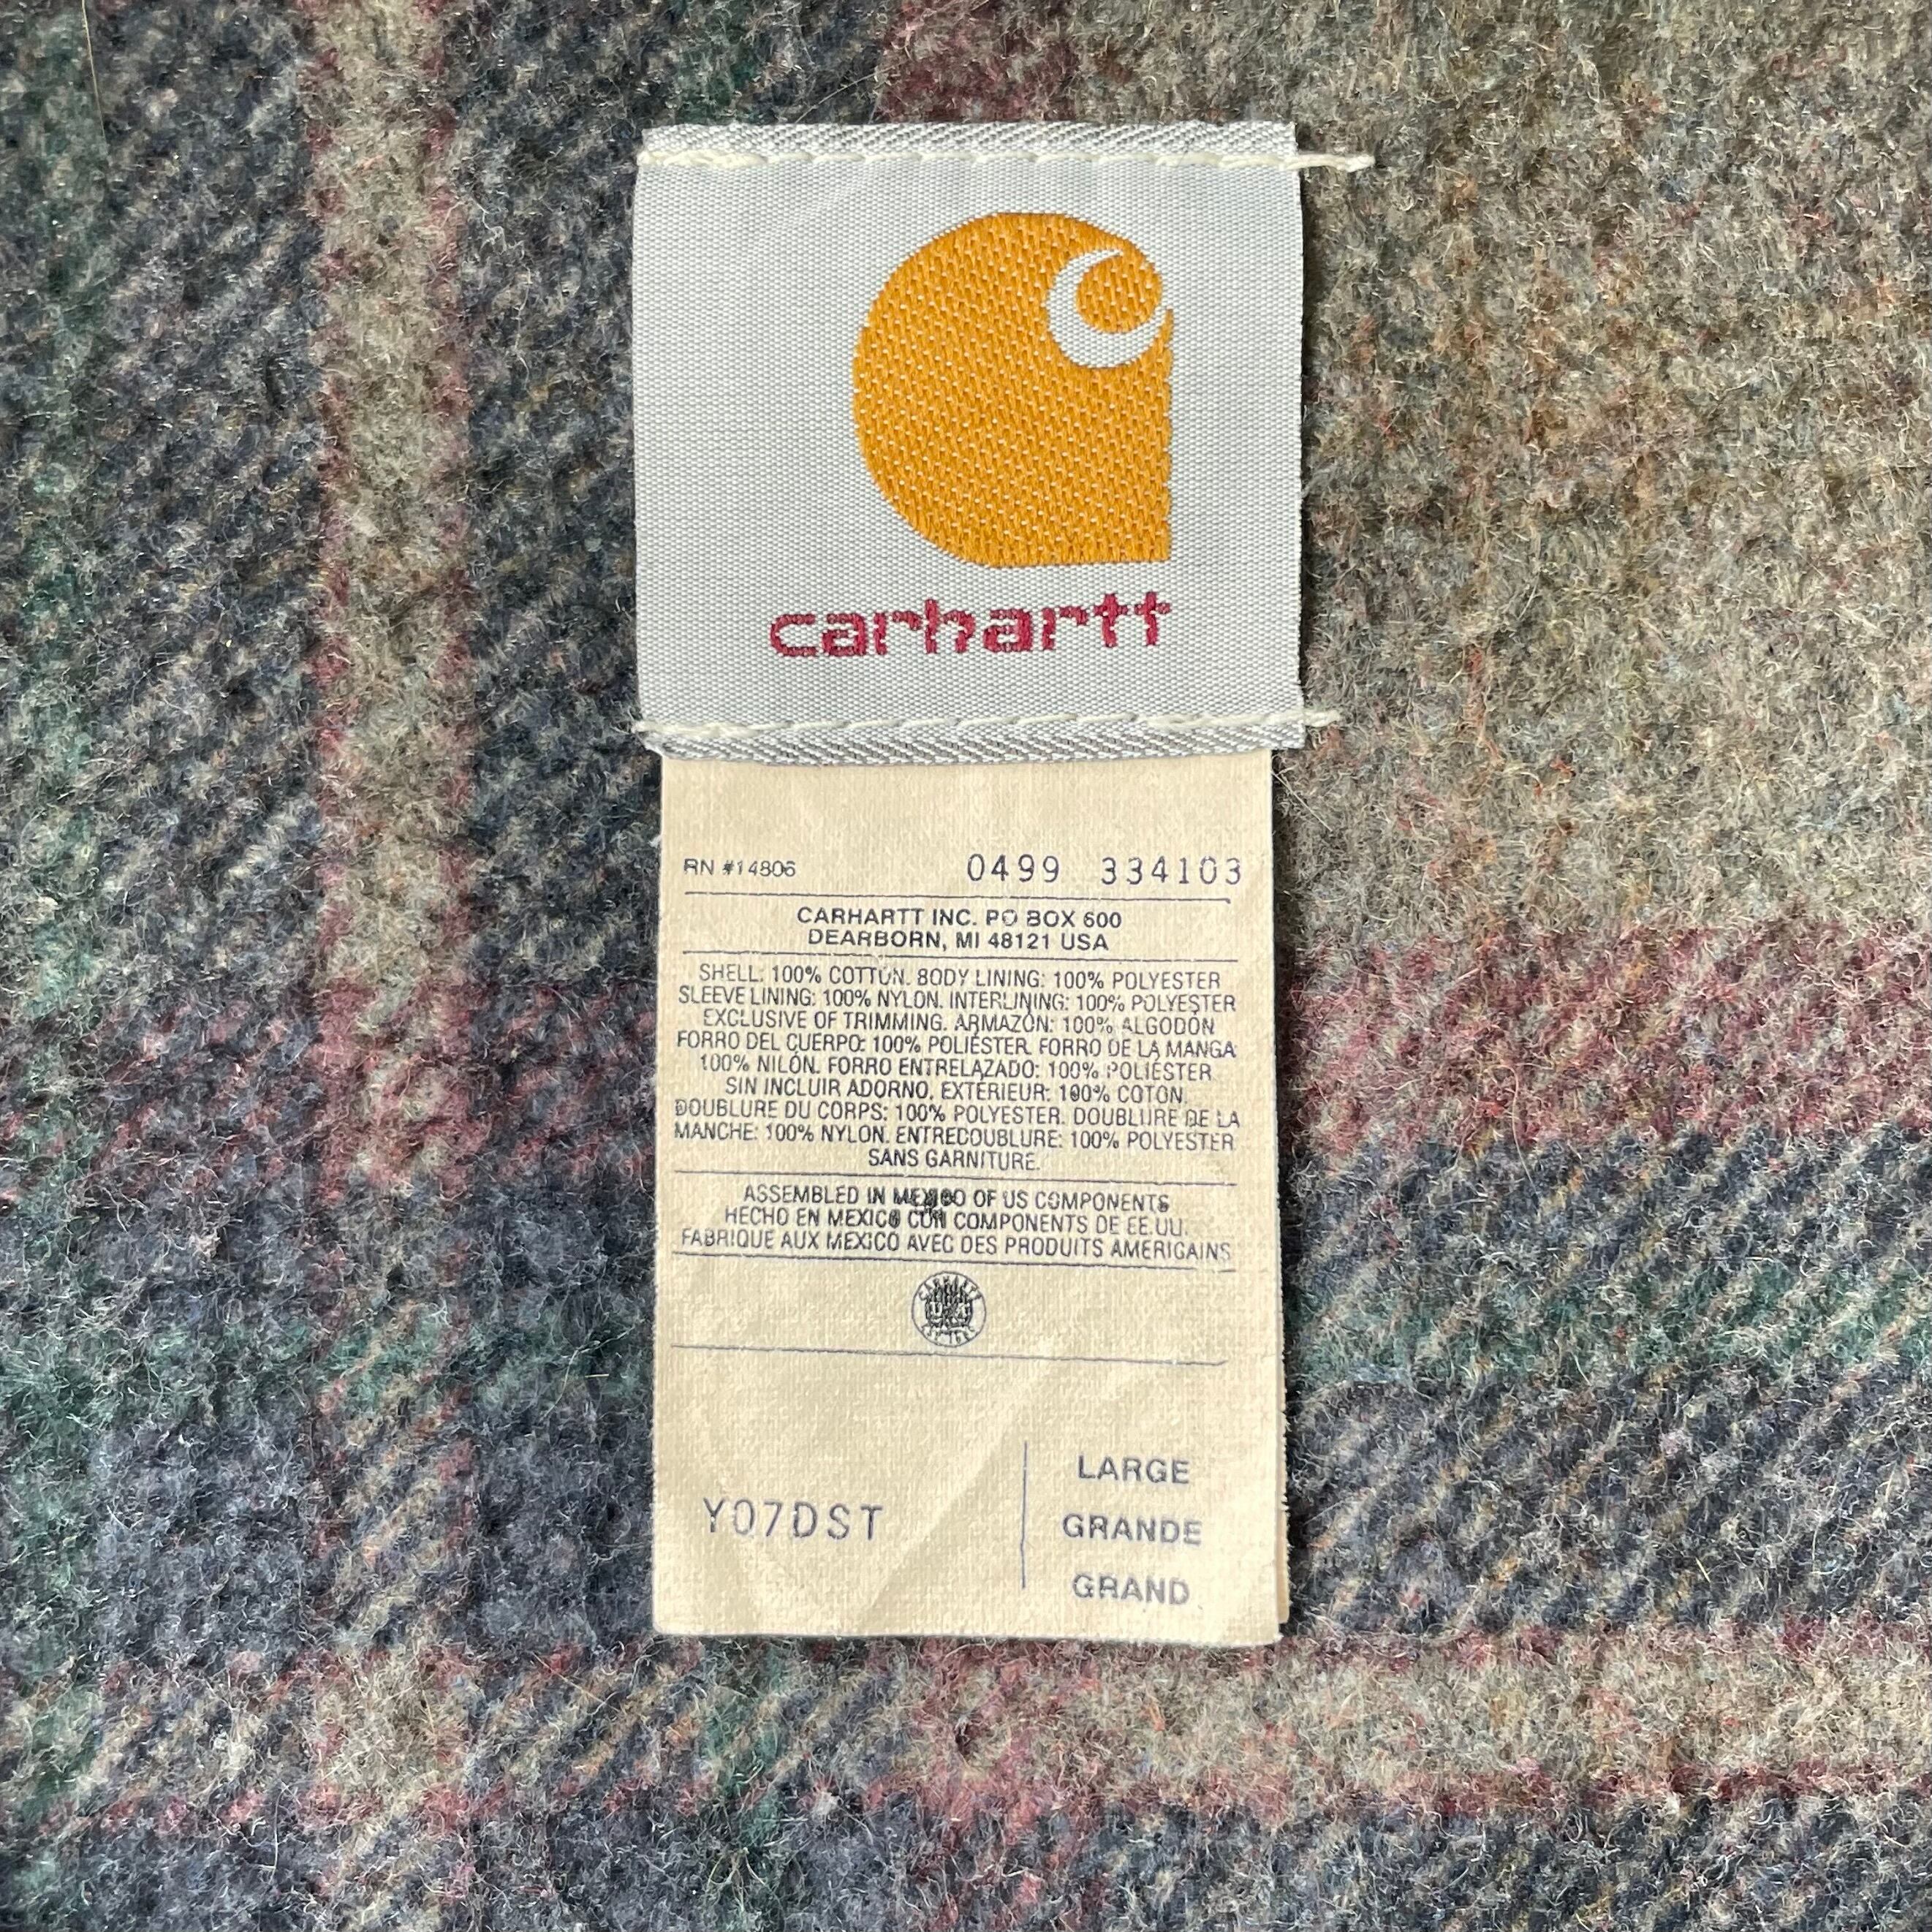 carhartt
RN #14806 0499 334103
CARHARTT INC. PO BOX 600
DEARBORN, MI 48121 USA
SHELL: 100% COTTON. BODY LINING: 100% POLYESTER
SLEEVE LINING: 100% NYLON. INTERLINING: 100% POLYESTER
EXCLUSIVE OF TRIMMING. ARMAZÓN: 100% ALGODÓN
FORRO DEL CUERPO: 100% POLIÉSTER. FORRO DE LA MANGA
100% NILÓN. FORRO ENTRELAZADO: 100% POLIÉSTER
SIN INCLUIR ADORNO. EXTÉRIEUR: 100% COTON.
DOUBLURE DU CORPS: 100% POLYESTER. DOUBLURE DE LA
MANCHE: 100% NYLON. ENTREDOUBLURE: 100% POLYESTER
SANS GARNITURE.
ASSEMBLED IN MEXICO OF US COMPONENTS
HECHO EN MEXICO CON COMPONENTS DE EE.UU.
FABRIQUE AUX MEXICO AVEC DES PRODUITS AMERICAINS
CARHARTT
Y07DST
LARGE
GRANDE
GRAND